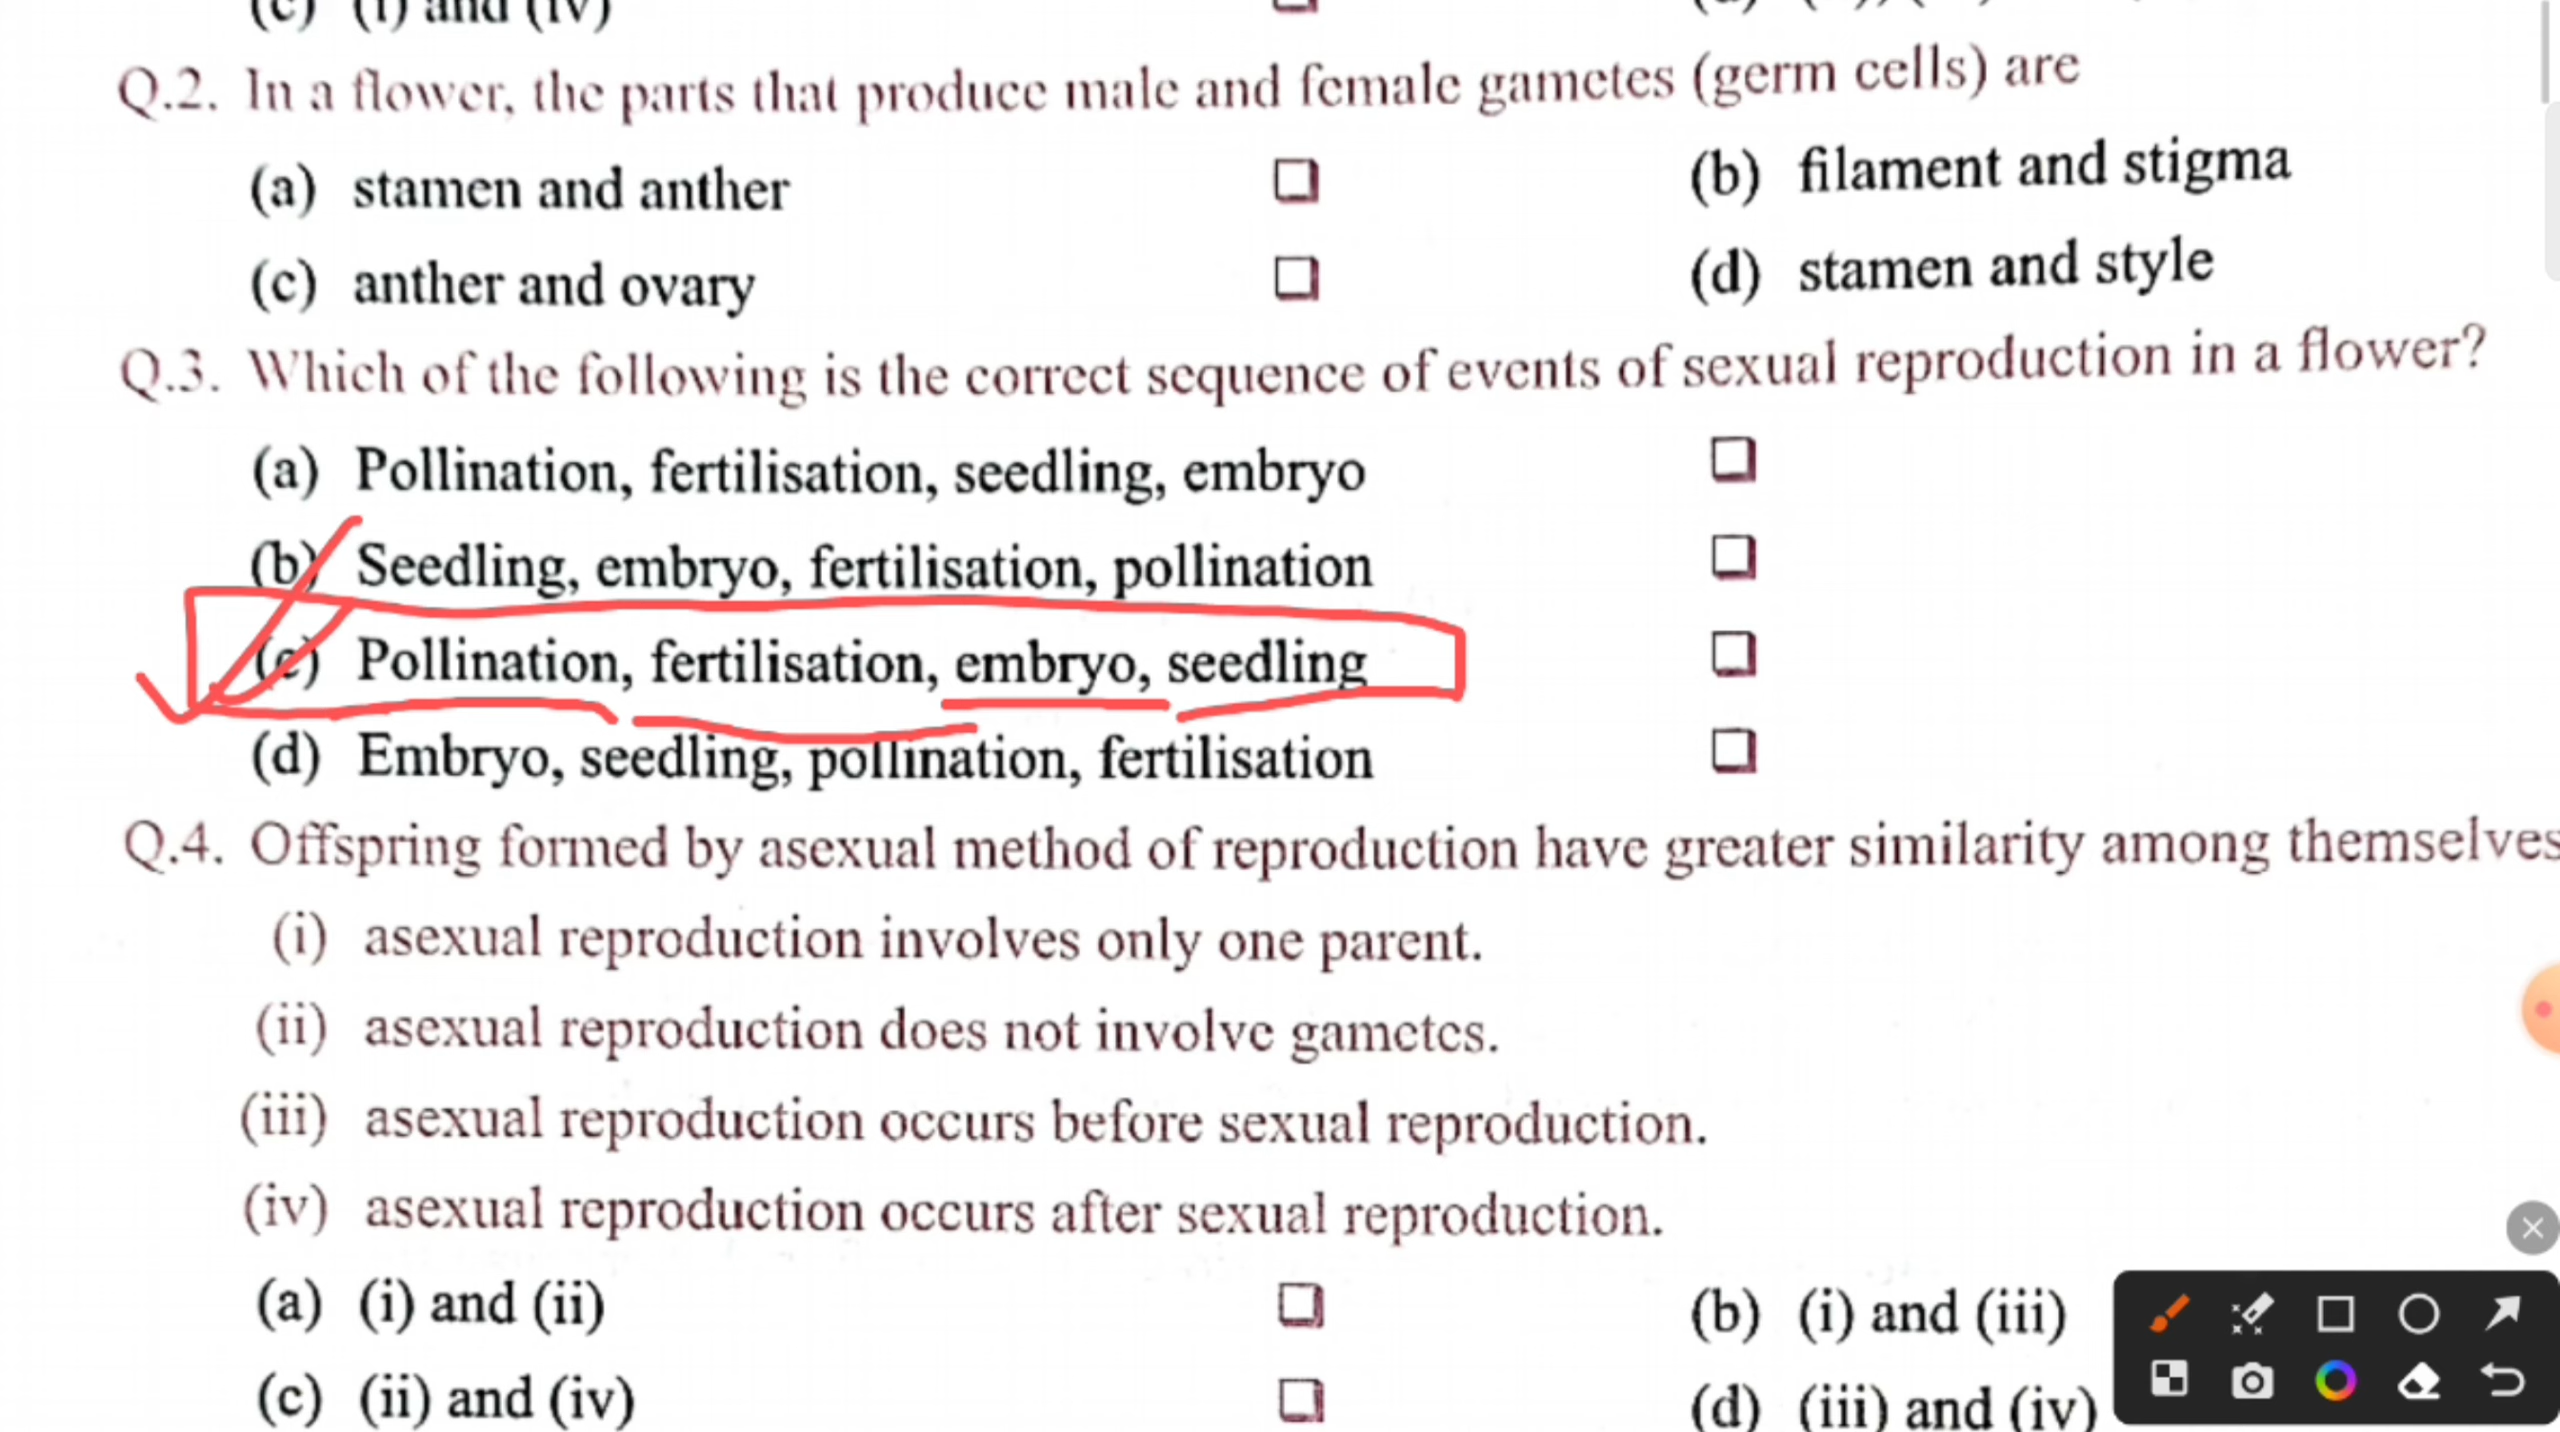 (c) (i) and (iv)
Q.2. In a flower, the parts that produce male and female gametes (germ cells) are
(a) stamen and anther (b) filament and stigma
(c) anther and ovary (d) stamen and style
Q.3. Which of the following is the correct sequence of events of sexual reproduction in a flower?
(a) Pollination, fertilisation, seedling, embryo
(b) Seedling, embryo, fertilisation, pollination
(c) Pollination, fertilisation, embryo, seedling
(d) Embryo, seedling, pollination, fertilisation
Q.4. Offspring formed by asexual method of reproduction have greater similarity among themselves
(i) asexual reproduction involves only one parent.
(ii) asexual reproduction does not involve gametes.
(iii) asexual reproduction occurs before sexual reproduction.
(iv) asexual reproduction occurs after sexual reproduction.
(a) (i) and (ii) (b) (i) and (iii)
(c) (ii) and (iv) (d) (iii) and (iv)